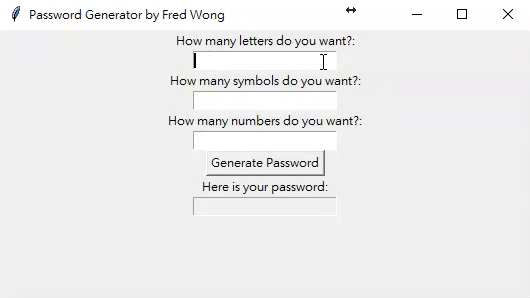 Password Generator by Fred Wong
How many letters do you want?:
How many symbols do you want?:
How many numbers do you want?:
Generate Password
Here is your password: